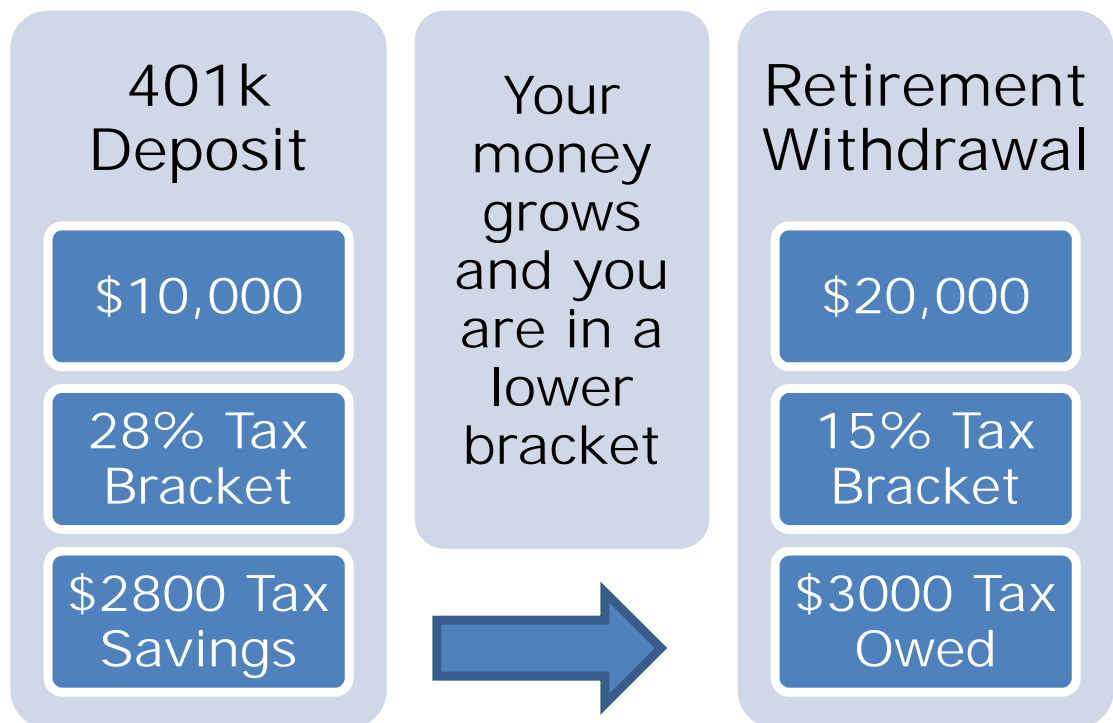 401k
Deposit
$10,000
28% Tax
Bracket
$2800 Tax
Savings
Your
money
grows
and you
are in a
lower
bracket
Retirement
Withdrawal
$20,000
15% Tax
Bracket
$3000 Tax
Owed